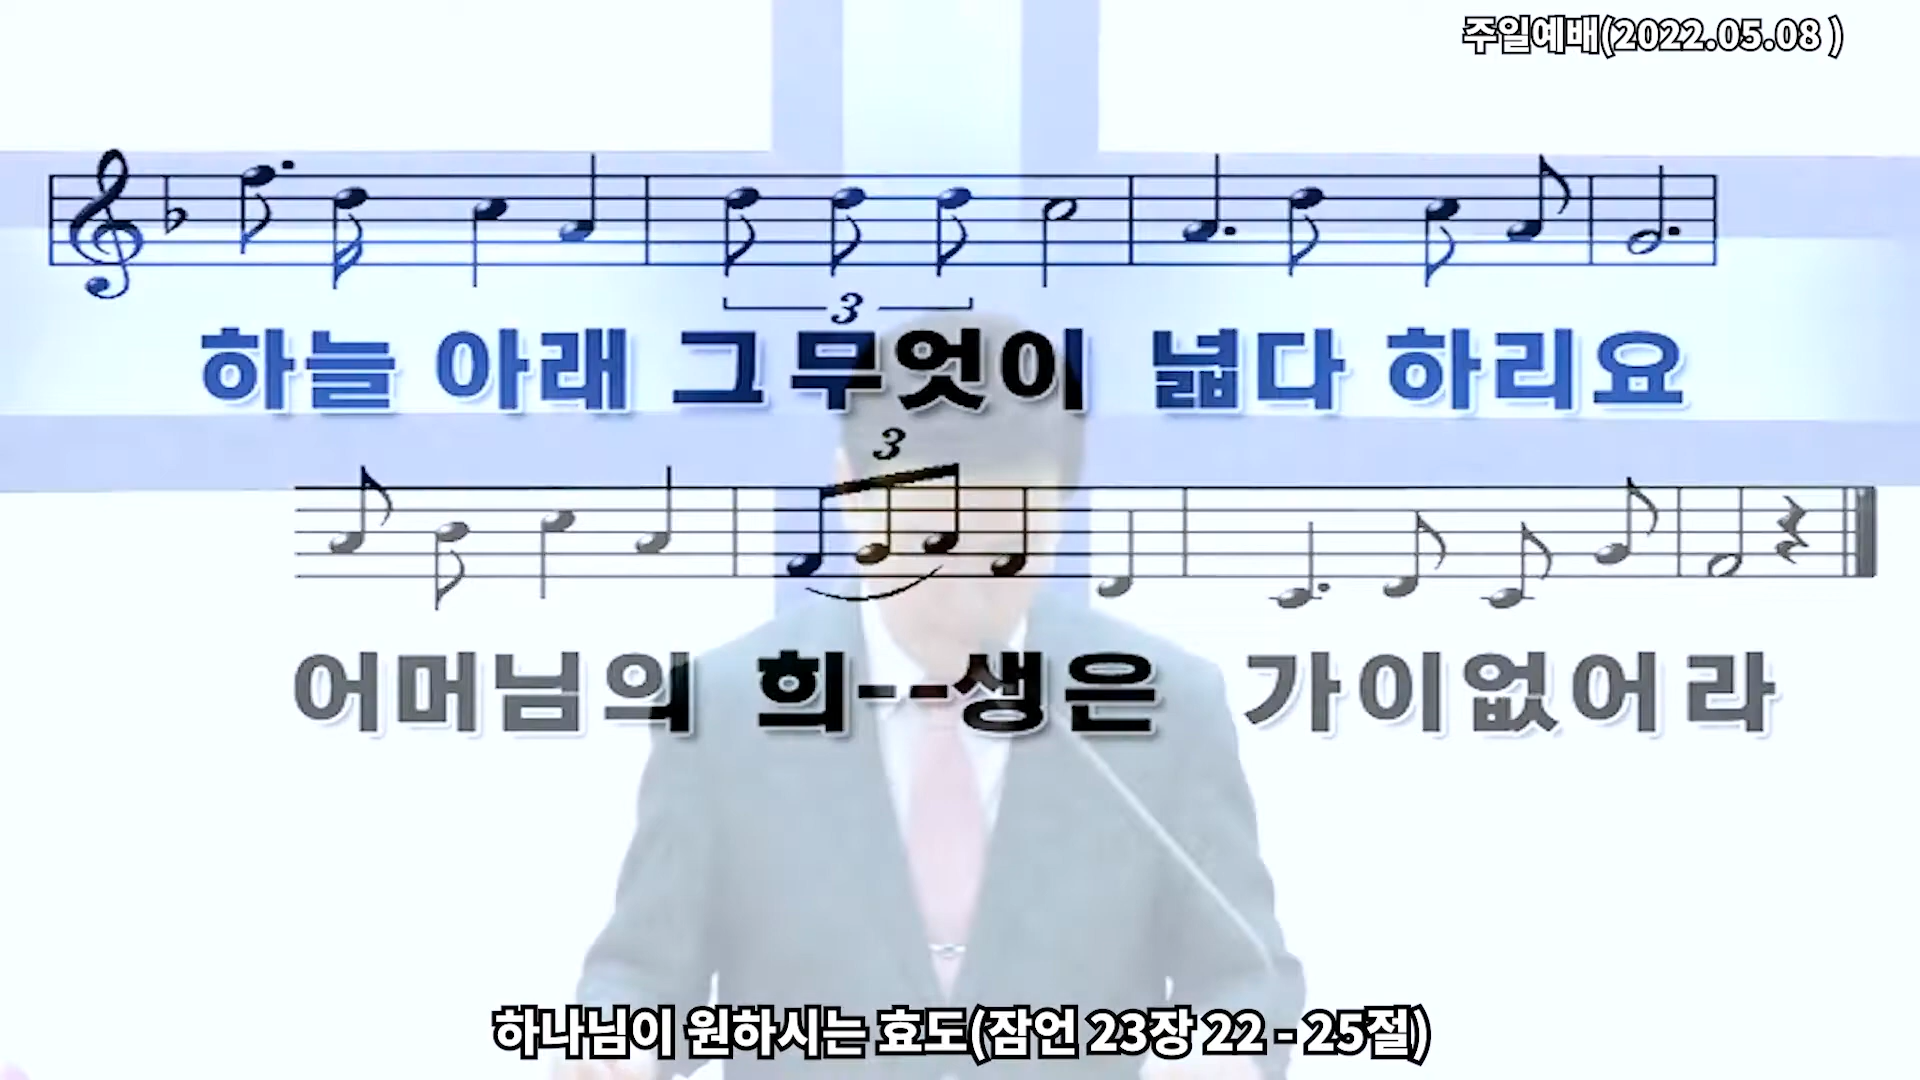 주일예배(2022.05.08 )
3
하늘 아래 그무엇이 넓다 하리요
3
어머님의 희--생은 가이없어라
하나님이 원하시는 효도(잠언 23장 22 - 25절)